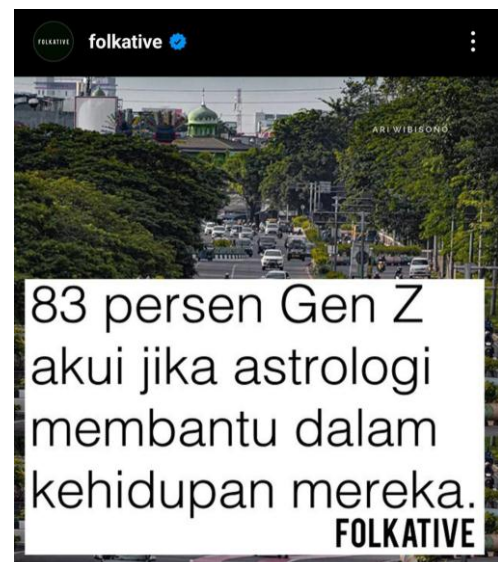 FOLKATIVE
folkative
ARI WIBISONO
83 persen Gen Z
akui jika astrologi
membantu dalam
kehidupan mereka.
FOLKATIVE